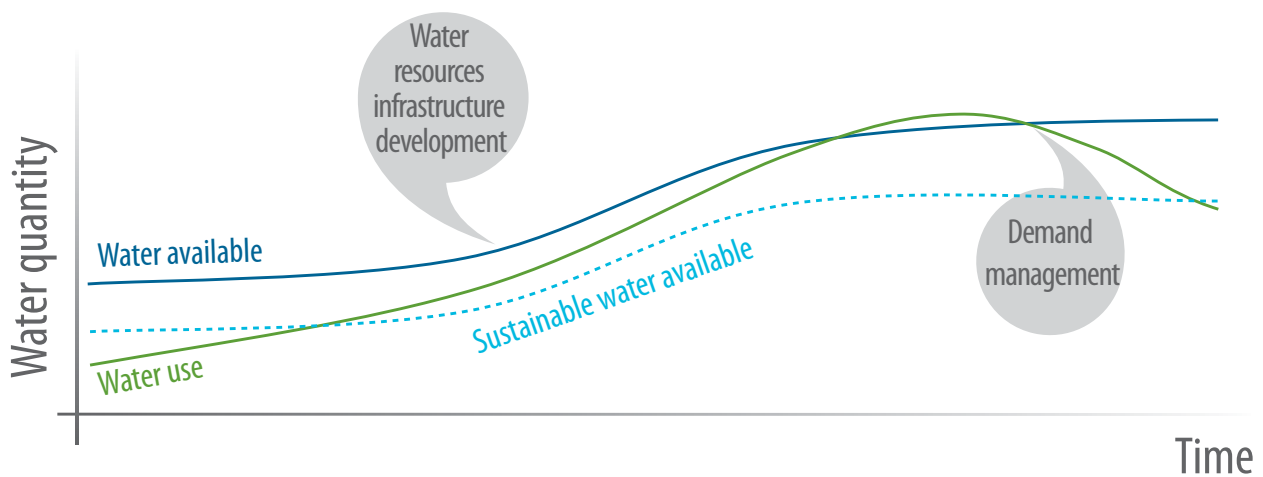 Water
resources
infrastructure
development
Water quantity
Water available
Sustainable water available
Demand
management
Water use
Time